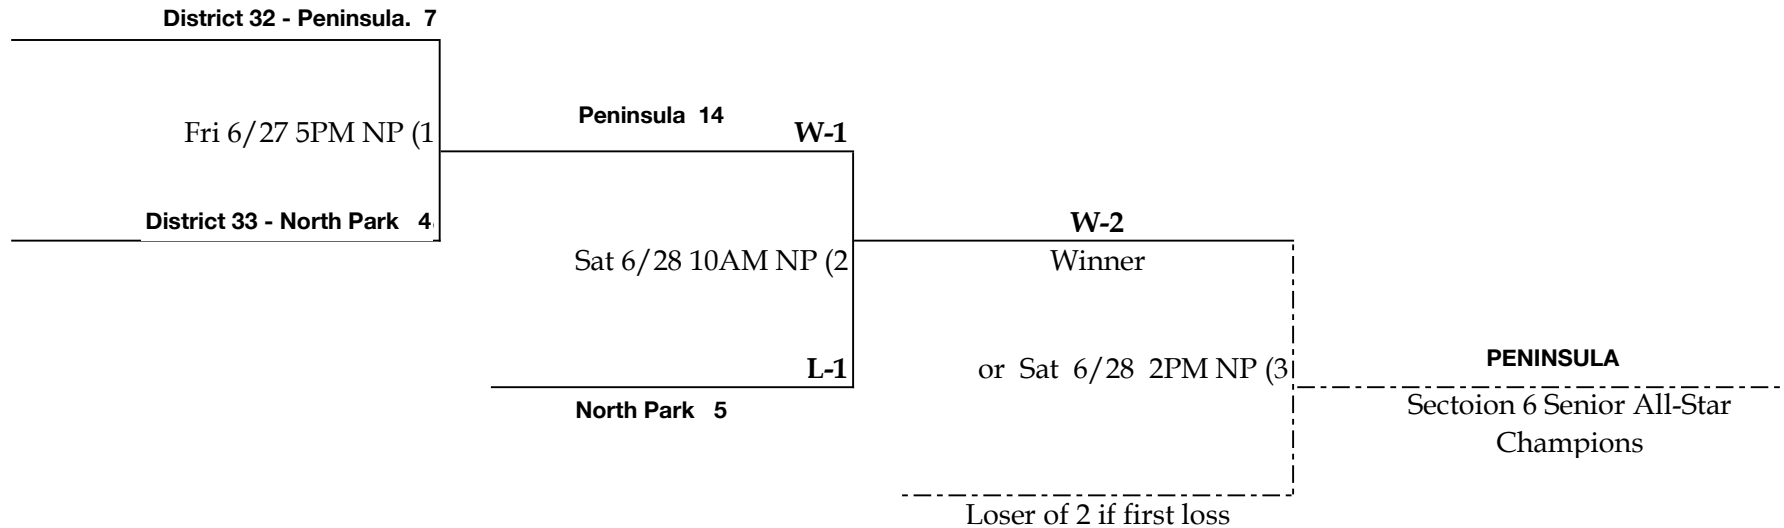 District 32 - Peninsula. 7
Fri 6/27 5PM NP (1
District 33 - North Park 4
Peninsula 14
W-1
Sat 6/28 10AM NP (2
L-1
North Park 5
W-2
Winner
or Sat 6/28 2PM NP (3
Loser of 2 if first loss
PENINSULA
Sectoion 6 Senior All-Star
Champions